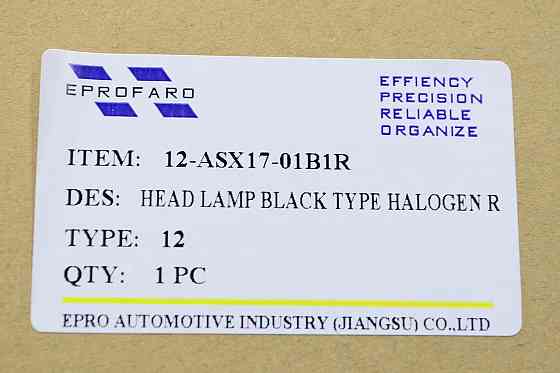 EPROFARO
EFFIENCY
PRECISION
RELIABLE
ORGANIZE
ITEM: 12-ASX17-01B1R
DES: HEAD LAMP BLACK TYPE HALOGEN R
TYPE: 12
QTY: 1 PC
EPRO AUTOMOTIVE INDUSTRY (JIANGSU) CO.,LTD